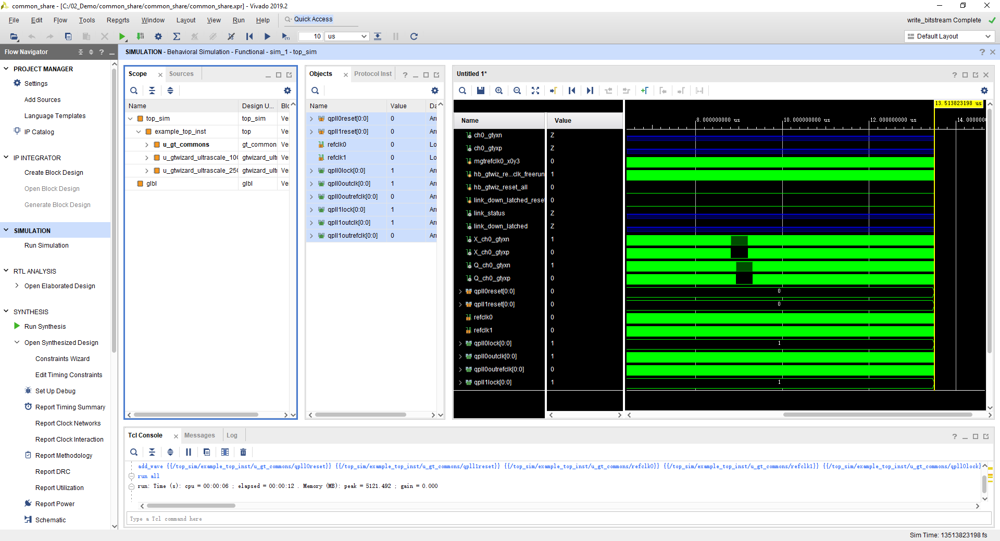 common_share - [C:/02_Demo/common_share/common_share/common_share.xpr] - Vivado 2019.2
File Edit Flow Tools Reports Window Layout View Run Help Quick Access
write_bitstream Complete
10 us
Default Layout
Flow Navigator
SIMULATION - Behavioral Simulation - Functional - sim_1 - top_sim
PROJECT MANAGER
Settings
Add Sources
Language Templates
IP Catalog
IP INTEGRATOR
Create Block Design
Open Block Design
Generate Block Design
SIMULATION
Run Simulation
RTL ANALYSIS
Open Elaborated Design
SYNTHESIS
Run Synthesis
Open Synthesized Design
Constraints Wizard
Edit Timing Constraints
Set Up Debug
Report Timing Summary
Report Clock Networks
Report Clock Interaction
Report Methodology
Report DRC
Report Utilization
Report Power
Schematic
Scope Sources
Name Design U... Blo
top_sim top_sim Ve
example_top_inst top Ve
u_gt_commons gt_common Ve
u_gtwizard_ultrascale_10G gtwizard_ult Ve
u_gtwizard_ultrascale_25G gtwizard_ult Ve
glbl glbl Ve
Objects Protocol Inst
Name Value Da
qpll0reset[0:0] 0 Arr
qpll1reset[0:0] 0 Arr
refclk0 0 Lo
refclk1 0 Lo
qpll0lock[0:0] 1 Arr
qpll0outclk[0:0] 1 Arr
qpll0outrefclk[0:0] 0 Arr
qpll1lock[0:0] 1 Arr
qpll1outclk[0:0] 1 Arr
qpll1outrefclk[0:0] 0 Arr
Untitled 1*
13.513823198 us
Name Value 8.000000000 us 10.000000000 us 12.000000000 us 14.0000000
ch0_gtyxn Z
ch0_gtyxp Z
mgtrefclk0_x0y3 0
hb_gtwiz_re...clk_freerun 1
hb_gtwiz_reset_all 0
link_down_latched_rese 0
link_status Z
link_down_latched Z
X_ch0_gtyxn 1
X_ch0_gtyxp 0
Q_ch0_gtyxn 1
Q_ch0_gtyxp 0
qpll0reset[0:0] 0 0
qpll1reset[0:0] 0 0
refclk0 0
refclk1 0
qpll0lock[0:0] 1 1
qpll0outclk[0:0] 1
qpll0outrefclk[0:0] 0
qpll1lock[0:0] 1 1
Tcl Console Messages Log
add_wave {{/top_sim/example_top_inst/u_gt_commons/qpll0reset}} {{/top_sim/example_top_inst/u_gt_commons/qpll1reset}} {{/top_sim/example_top_inst/u_gt_commons/refclk0}} {{/top_sim/example_top_inst/u_gt_commons/refclk1}} {{/top_sim/example_top_inst/u_gt_commons/qpll0lock}
run all
run: Time (s): cpu = 00:00:06 ; elapsed = 00:00:12 . Memory (MB): peak = 5121.492 ; gain = 0.000
Type a Tcl command here
Sim Time: 13513823198 fs